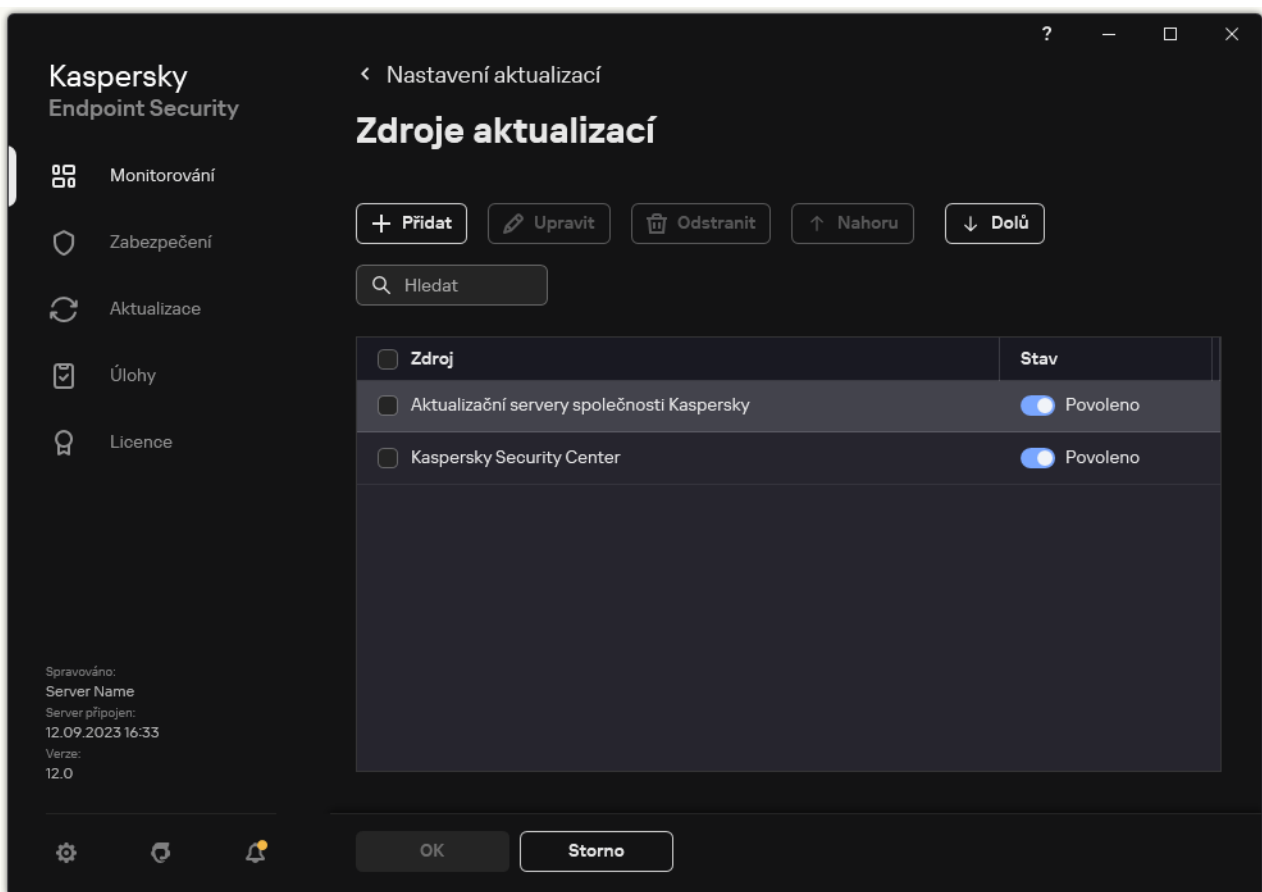 ?
Kaspersky
Endpoint Security
Monitorování
Zabezpečení
Aktualizace
Úlohy
Licence
Spravováno:
Server Name
Server připojen:
12.09.2023 16:33
Verze:
12.0
Nastavení aktualizací
Zdroje aktualizací
Přidat Upravit Odstranit Nahoru Dolů
Hledat
Zdroj Stav
Aktualizační servery společnosti Kaspersky Povoleno
Kaspersky Security Center Povoleno
OK Storno